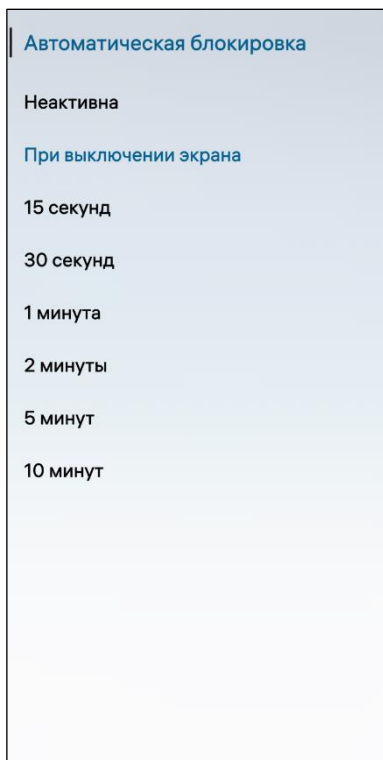 Автоматическая блокировка
Неактивна
При выключении экрана
15 секунд
30 секунд
1 минута
2 минуты
5 минут
10 минут